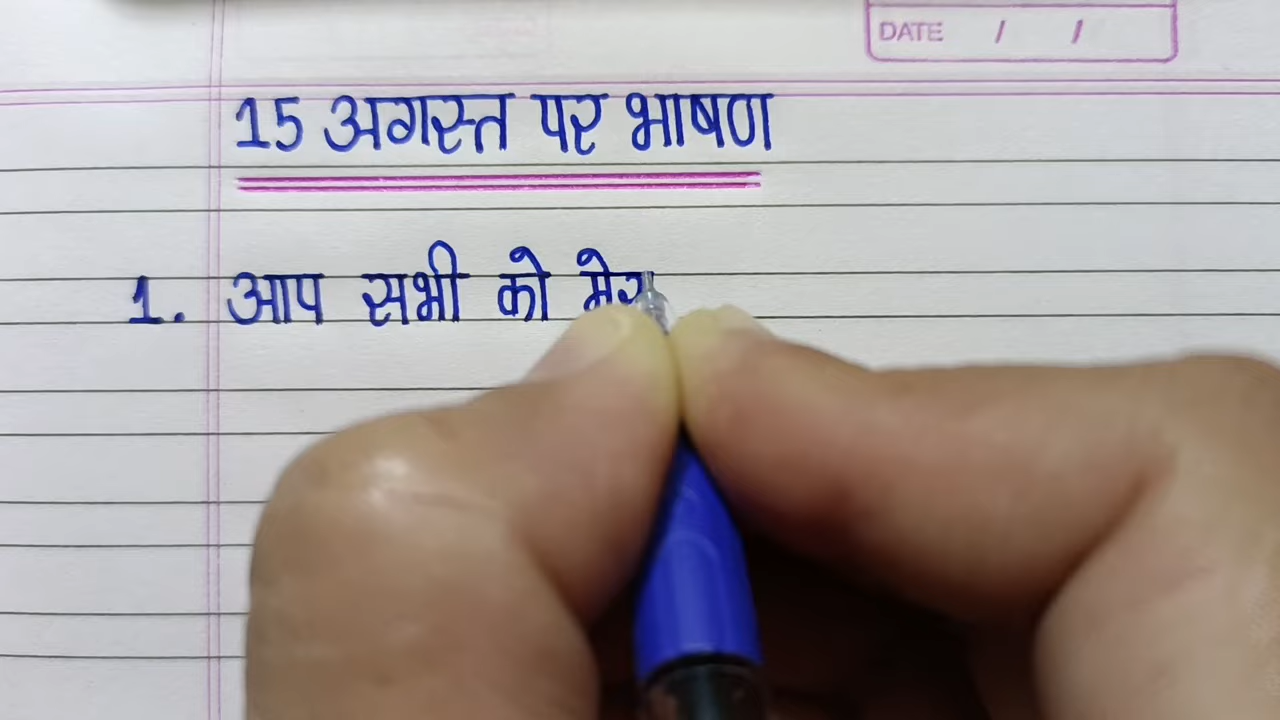 DATE / /
15 अगस्त पर भाषण
1. आप सभी को मेर